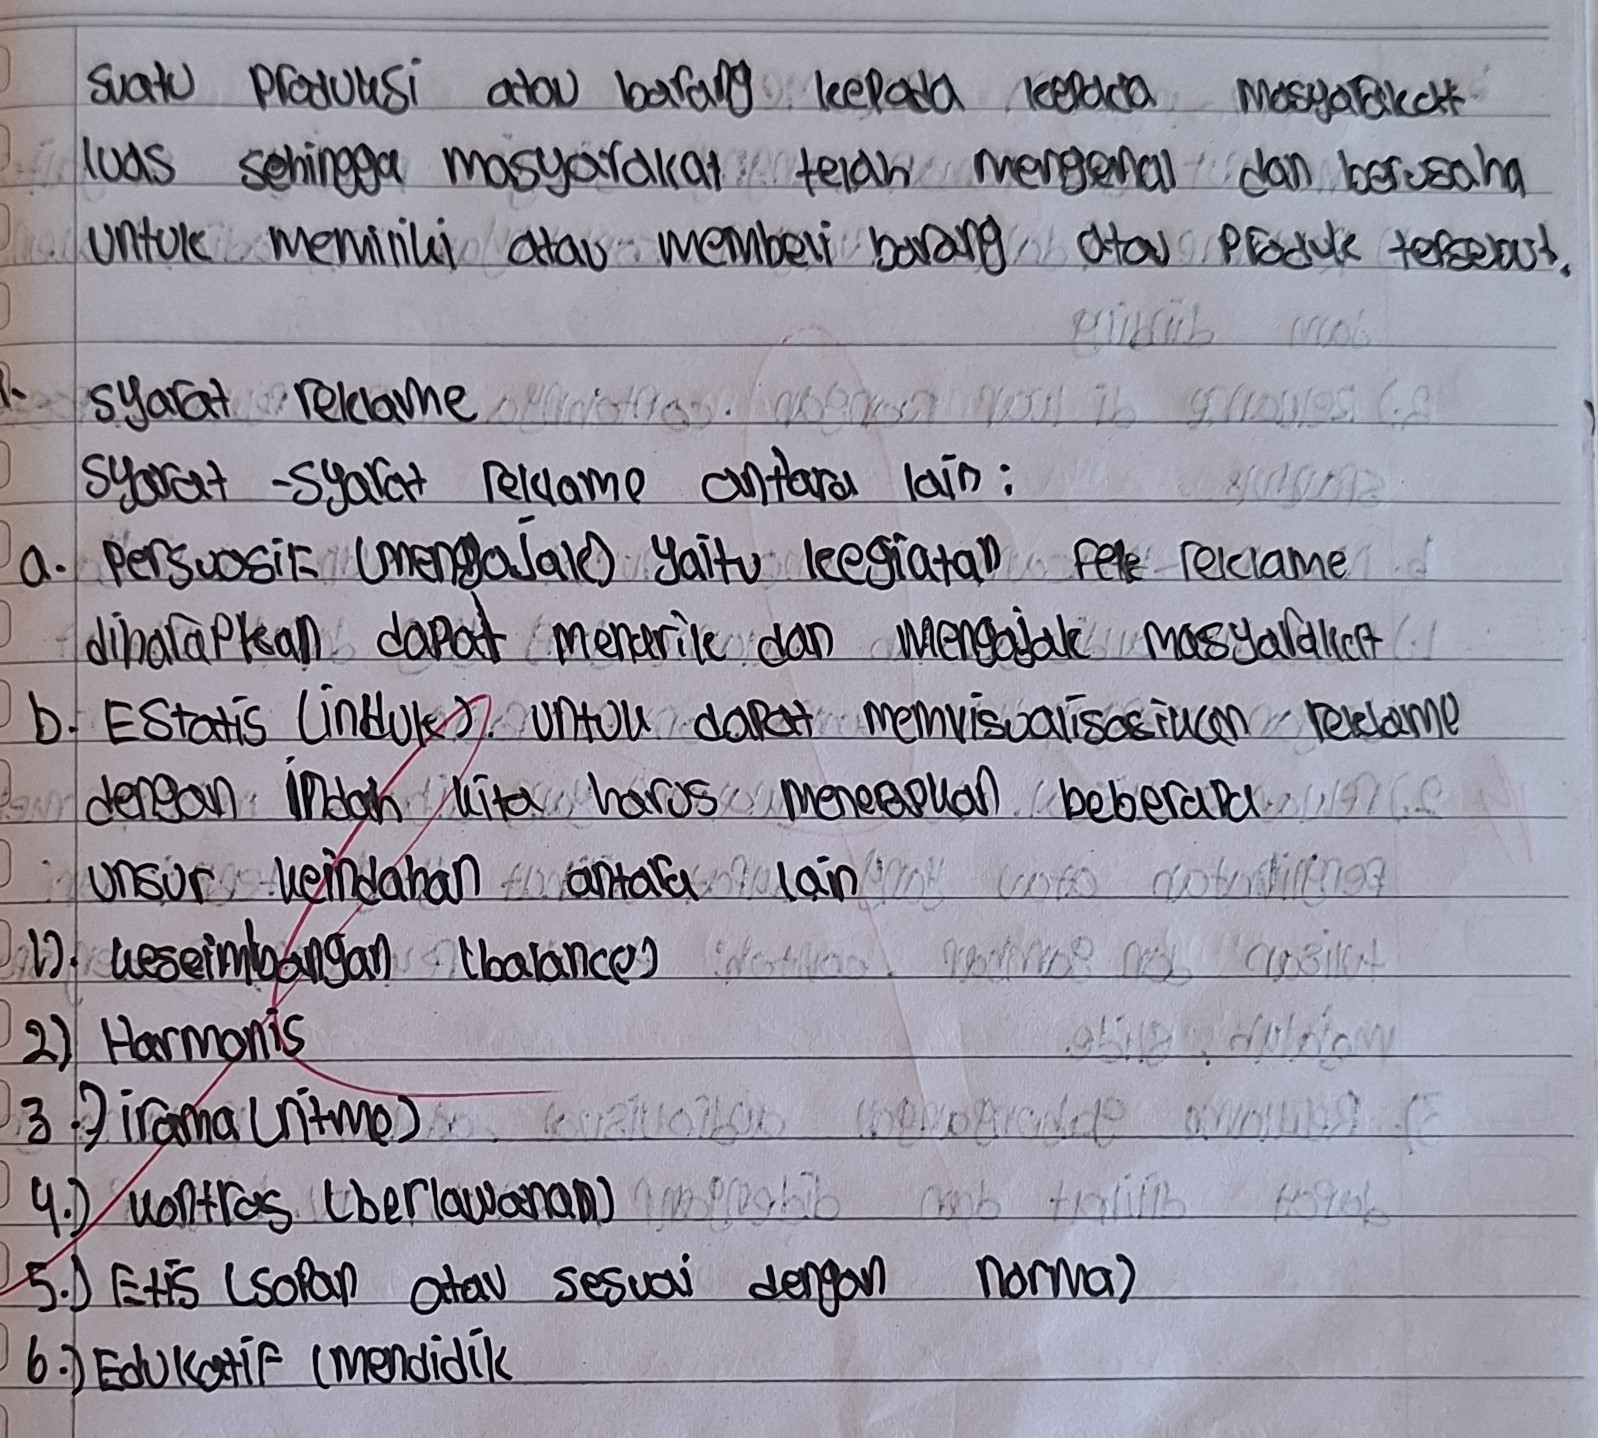 suatu Produksi atau barang kepada kepada masyarakat
luas sehingga masyarakat telah mengenal dan berusaha
untuk memiliki atau membeli barang atau Produk tersebut.
1. syarat reklame
syarat -syarat reklame antara lain :
a. Persuasif (mengajak) yaitu kegiatan rek reklame
diharapkan dapat menarik dan mengajak masyarakat
b. Estatis (induk). untuk dapat memvisualisasikan reklame
dengan indah kita harus menerapkan beberapa
unsur keindahan antara lain
1). keseimbangan (balance)
2) Harmonis
3.) irama (ritme)
4.) kontras (berlawanan)
5.) Etis (sopan atau sesuai dengan norma)
6.) Edukatif (mendidik